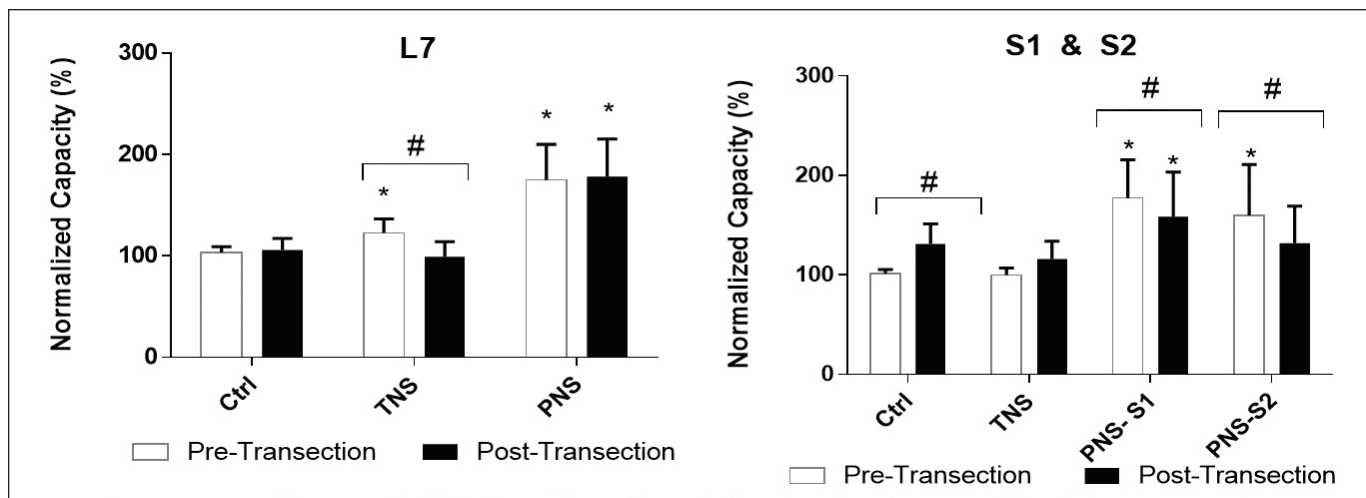 L7
Normalized Capacity (%)
300
200
100
0
#
*
*
*
Ctrl
TNS
PNS
Pre-Transection
Post-Transection
S1 & S2
Normalized Capacity (%)
300
200
100
0
#
#
#
*
*
*
Ctrl
TNS
PNS- S1
PNS-S2
Pre-Transection
Post-Transection